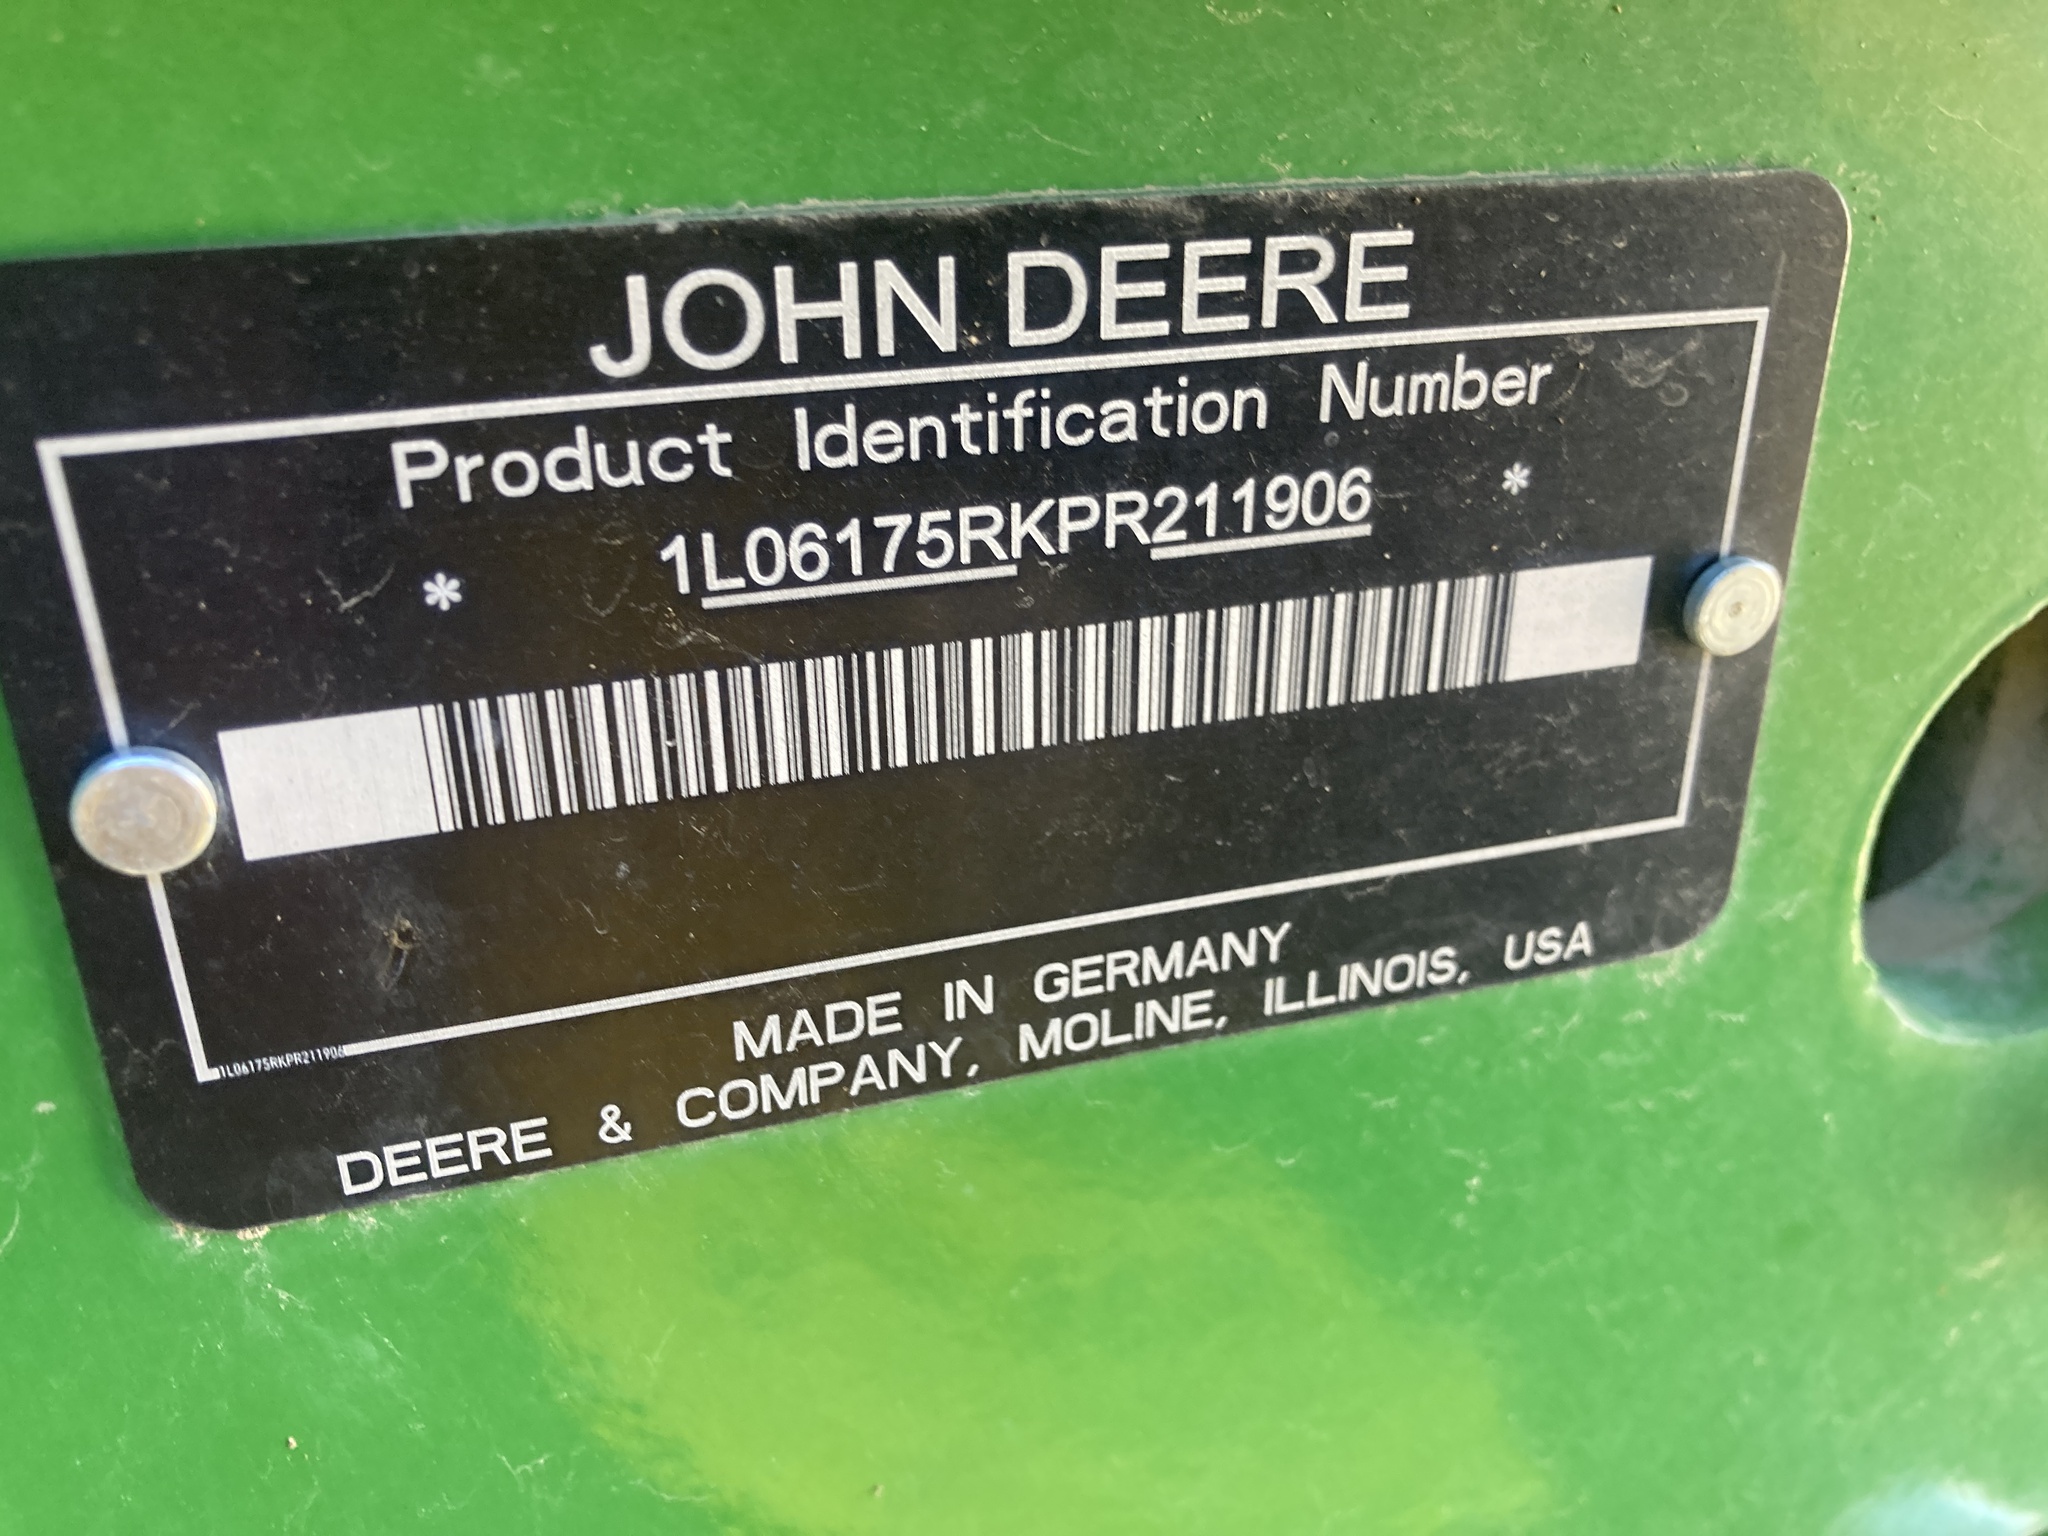 JOHN DEERE
Product Identification Number
* 1L06175RKPR211906 *
1L06175RKPR211906
MADE IN GERMANY
DEERE & COMPANY, MOLINE, ILLINOIS, USA